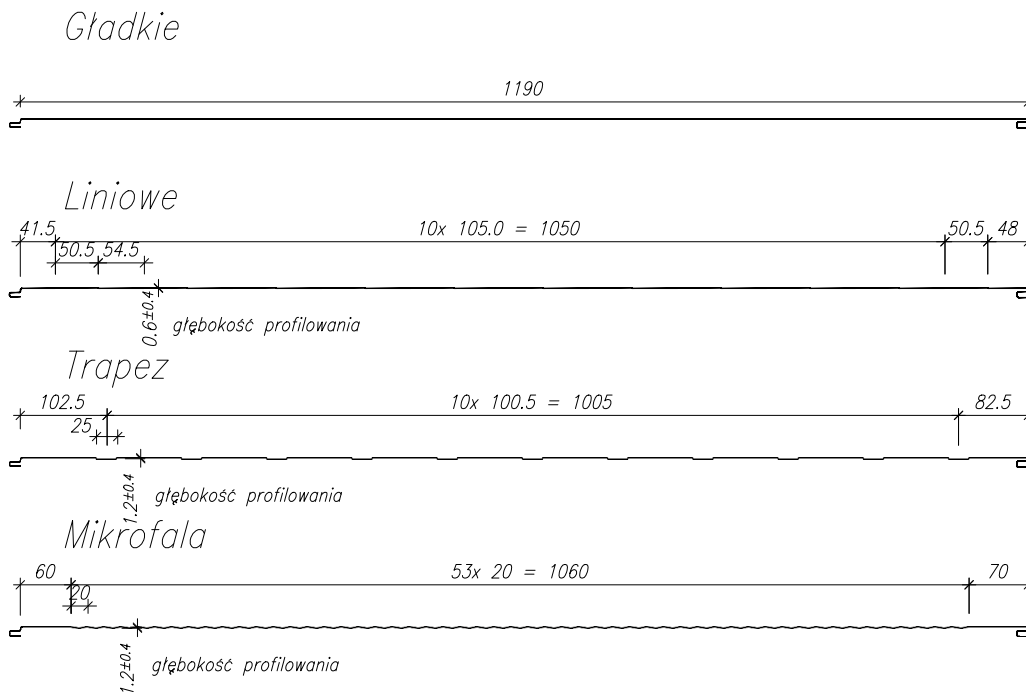 Gładkie
1190
Liniowe
41.5 10x 105.0 = 1050 50.5 48
50.5 54.5
0.6±0.4
głębokość profilowania
Trapez
102.5 10x 100.5 = 1005 82.5
25
1.2±0.4
głębokość profilowania
Mikrofala
60 53x 20 = 1060 70
20
1.2±0.4
głębokość profilowania